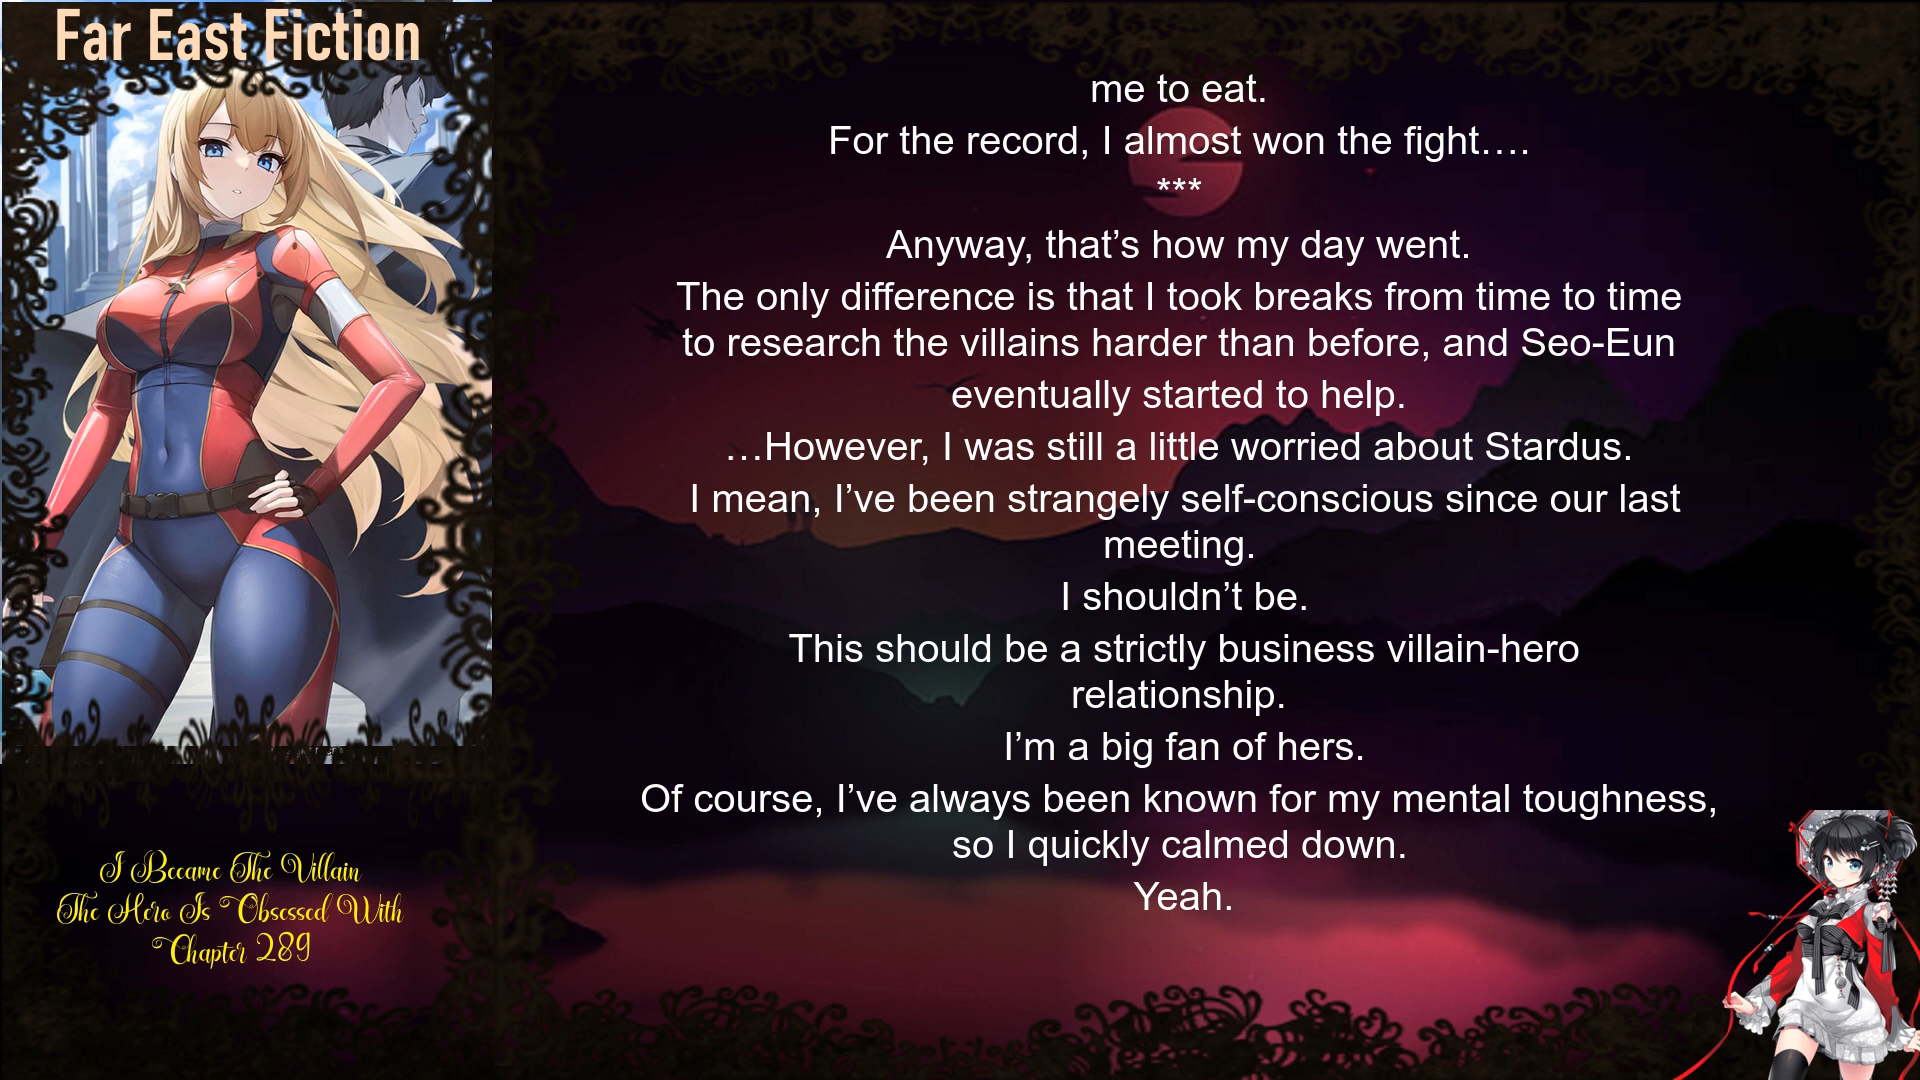 Far East Fiction
me to eat.
For the record, I almost won the fight….
***
Anyway, that’s how my day went.
The only difference is that I took breaks from time to time
to research the villains harder than before, and Seo-Eun
eventually started to help.
…However, I was still a little worried about Stardus.
I mean, I’ve been strangely self-conscious since our last
meeting.
I shouldn’t be.
This should be a strictly business villain-hero
relationship.
I’m a big fan of hers.
Of course, I’ve always been known for my mental toughness,
so I quickly calmed down.
Yeah.
I Became The Villain
The Hero Is Obsessed With
Chapter 289